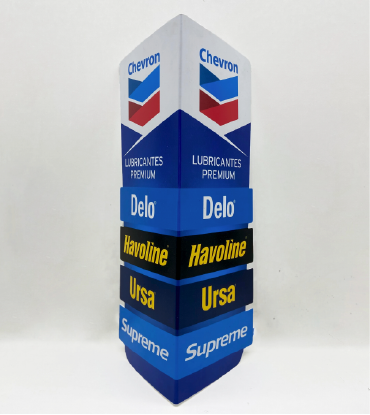 Chevron
LUBRICANTES
PREMIUM
Delo®
Havoline®
Ursa®
Supreme
Chevron
LUBRICANTES
PREMIUM
Delo®
Havoline®
Ursa®
Supreme